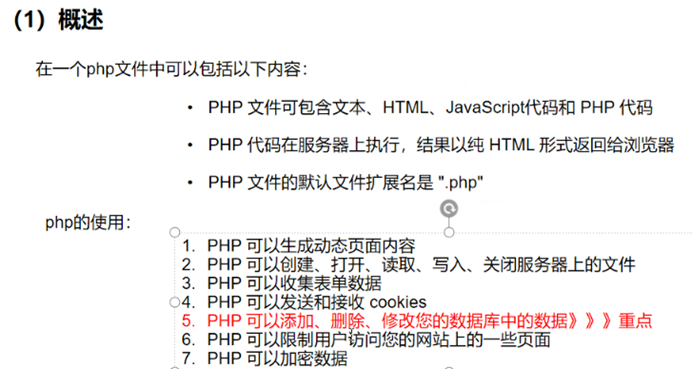 （1）概述
在一个php文件中可以包括以下内容：
• PHP 文件可包含文本、HTML、JavaScript代码和 PHP 代码
• PHP 代码在服务器上执行，结果以纯 HTML 形式返回给浏览器
• PHP 文件的默认文件扩展名是 ".php"
php的使用：
1. PHP 可以生成动态页面内容
2. PHP 可以创建、打开、读取、写入、关闭服务器上的文件
3. PHP 可以收集表单数据
4. PHP 可以发送和接收 cookies
5. PHP 可以添加、删除、修改您的数据库中的数据》》》重点
6. PHP 可以限制用户访问您的网站上的一些页面
7. PHP 可以加密数据